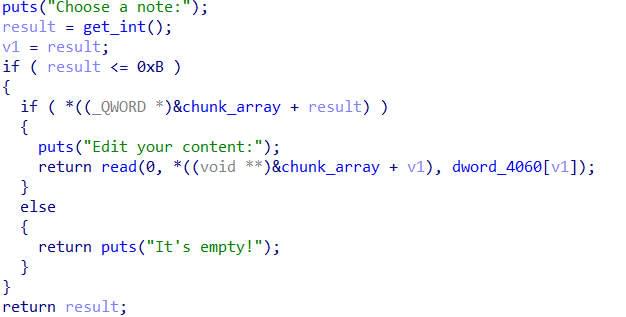 puts("Choose a note:");
result = get_int();
v1 = result;
if ( result <= 0xB )
{
  if ( *((_QWORD *)&chunk_array + result) )
  {
    puts("Edit your content:");
    return read(0, *((void **)&chunk_array + v1), dword_4060[v1]);
  }
  else
  {
    return puts("It's empty!");
  }
}
return result;